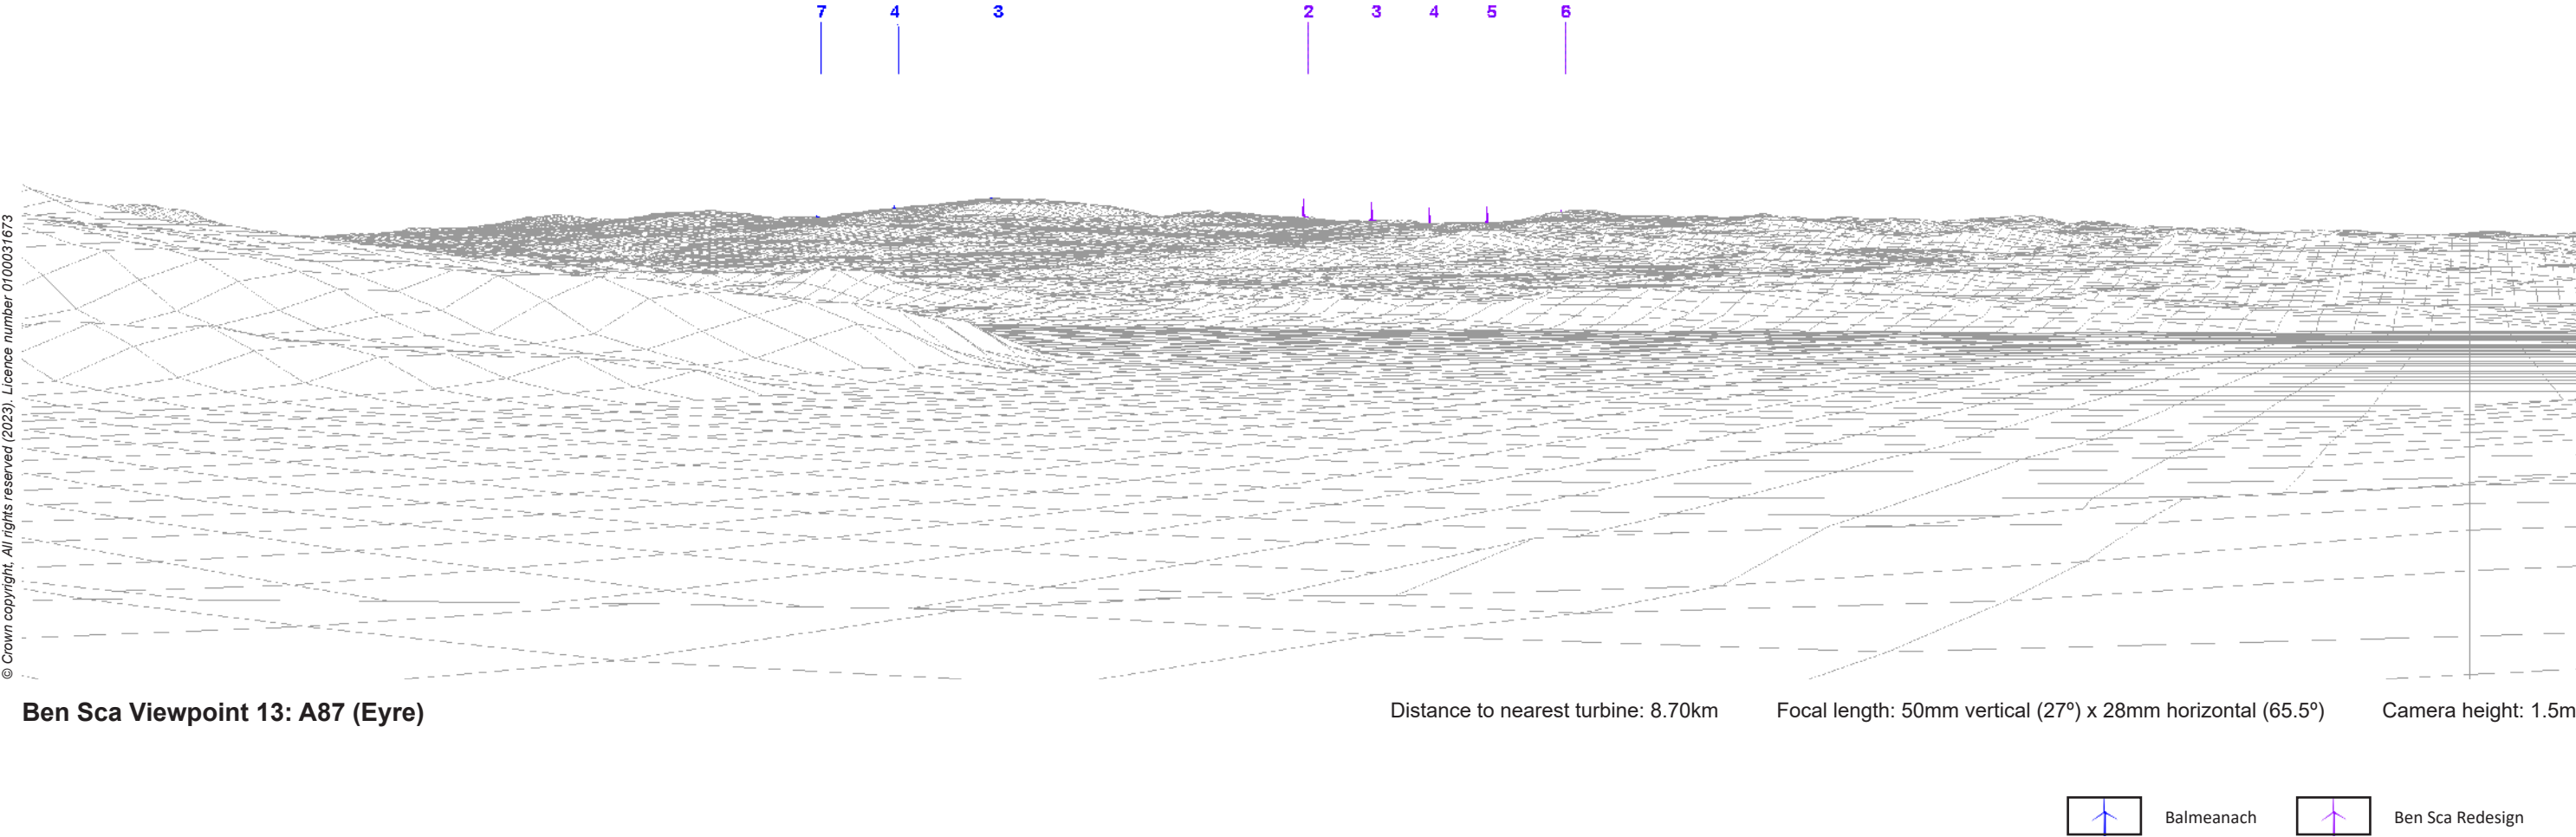 7 4 3 2 3 4 5 6
© Crown copyright, All rights reserved (2023). Licence number 0100031673
Ben Sca Viewpoint 13: A87 (Eyre)
Distance to nearest turbine: 8.70km Focal length: 50mm vertical (27º) x 28mm horizontal (65.5º) Camera height: 1.5m
Balmeanach Ben Sca Redesign